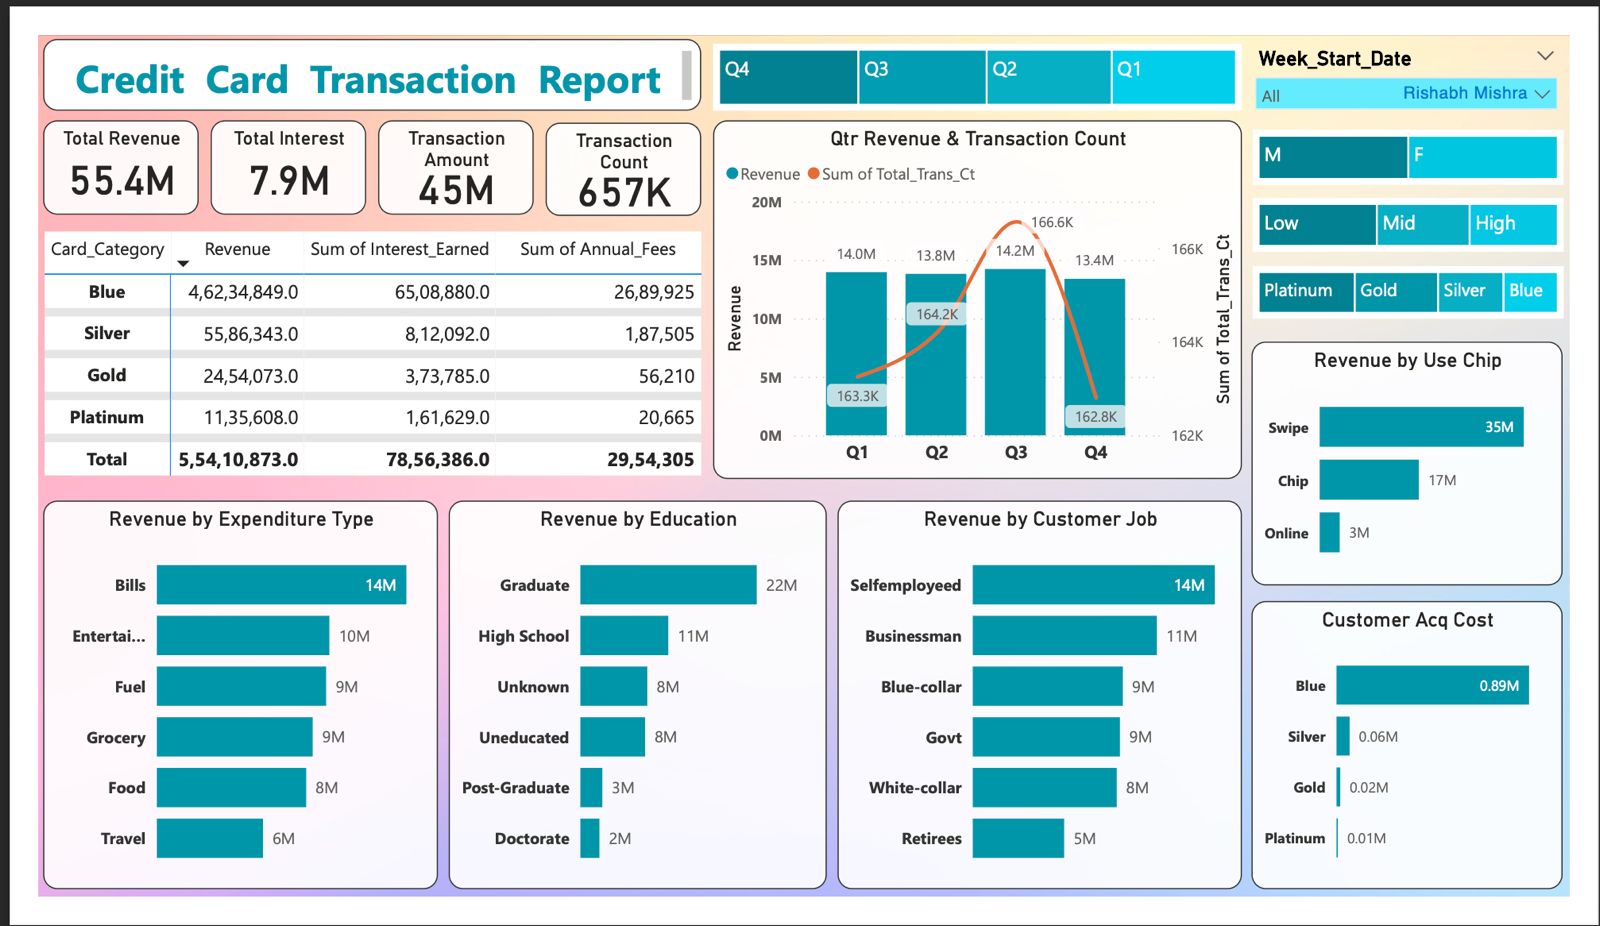 Credit Card Transaction Report
Q4 Q3 Q2 Q1
Week_Start_Date
All Rishabh Mishra
Total Revenue
55.4M
Total Interest
7.9M
Transaction
Amount
45M
Transaction
Count
657K
M F
Low Mid High
Platinum Gold Silver Blue
Card_Category Revenue Sum of Interest_Earned Sum of Annual_Fees
Blue 4,62,34,849.0 65,08,880.0 26,89,925
Silver 55,86,343.0 8,12,092.0 1,87,505
Gold 24,54,073.0 3,73,785.0 56,210
Platinum 11,35,608.0 1,61,629.0 20,665
Total 5,54,10,873.0 78,56,386.0 29,54,305
Qtr Revenue & Transaction Count
Revenue Sum of Total_Trans_Ct
20M
15M
10M
5M
0M
Revenue
14.0M 13.8M 14.2M 13.4M
163.3K 164.2K 166.6K 162.8K
166K
164K
162K
Sum of Total_Trans_Ct
Q1 Q2 Q3 Q4
Revenue by Use Chip
Swipe 35M
Chip 17M
Online 3M
Revenue by Expenditure Type
Bills 14M
Entertai... 10M
Fuel 9M
Grocery 9M
Food 8M
Travel 6M
Revenue by Education
Graduate 22M
High School 11M
Unknown 8M
Uneducated 8M
Post-Graduate 3M
Doctorate 2M
Revenue by Customer Job
Selfemployeed 14M
Businessman 11M
Blue-collar 9M
Govt 9M
White-collar 8M
Retirees 5M
Customer Acq Cost
Blue 0.89M
Silver 0.06M
Gold 0.02M
Platinum 0.01M